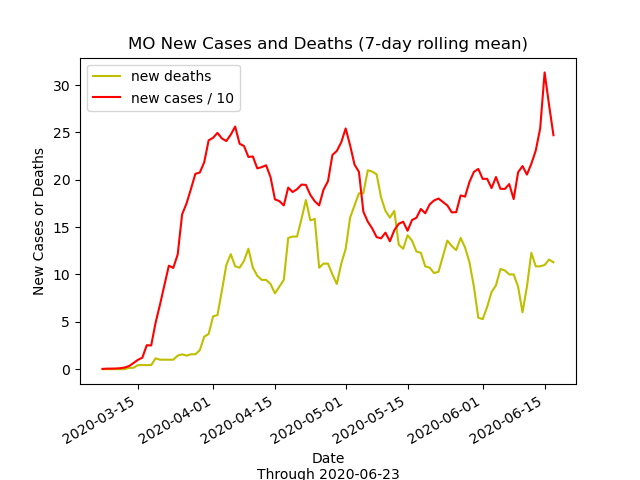 MO New Cases and Deaths (7-day rolling mean)
new deaths
new cases / 10
New Cases or Deaths
30
25
20
15
10
5
0
2020-03-15
2020-04-01
2020-04-15
2020-05-01
2020-05-15
2020-06-01
2020-06-15
Date
Through 2020-06-23